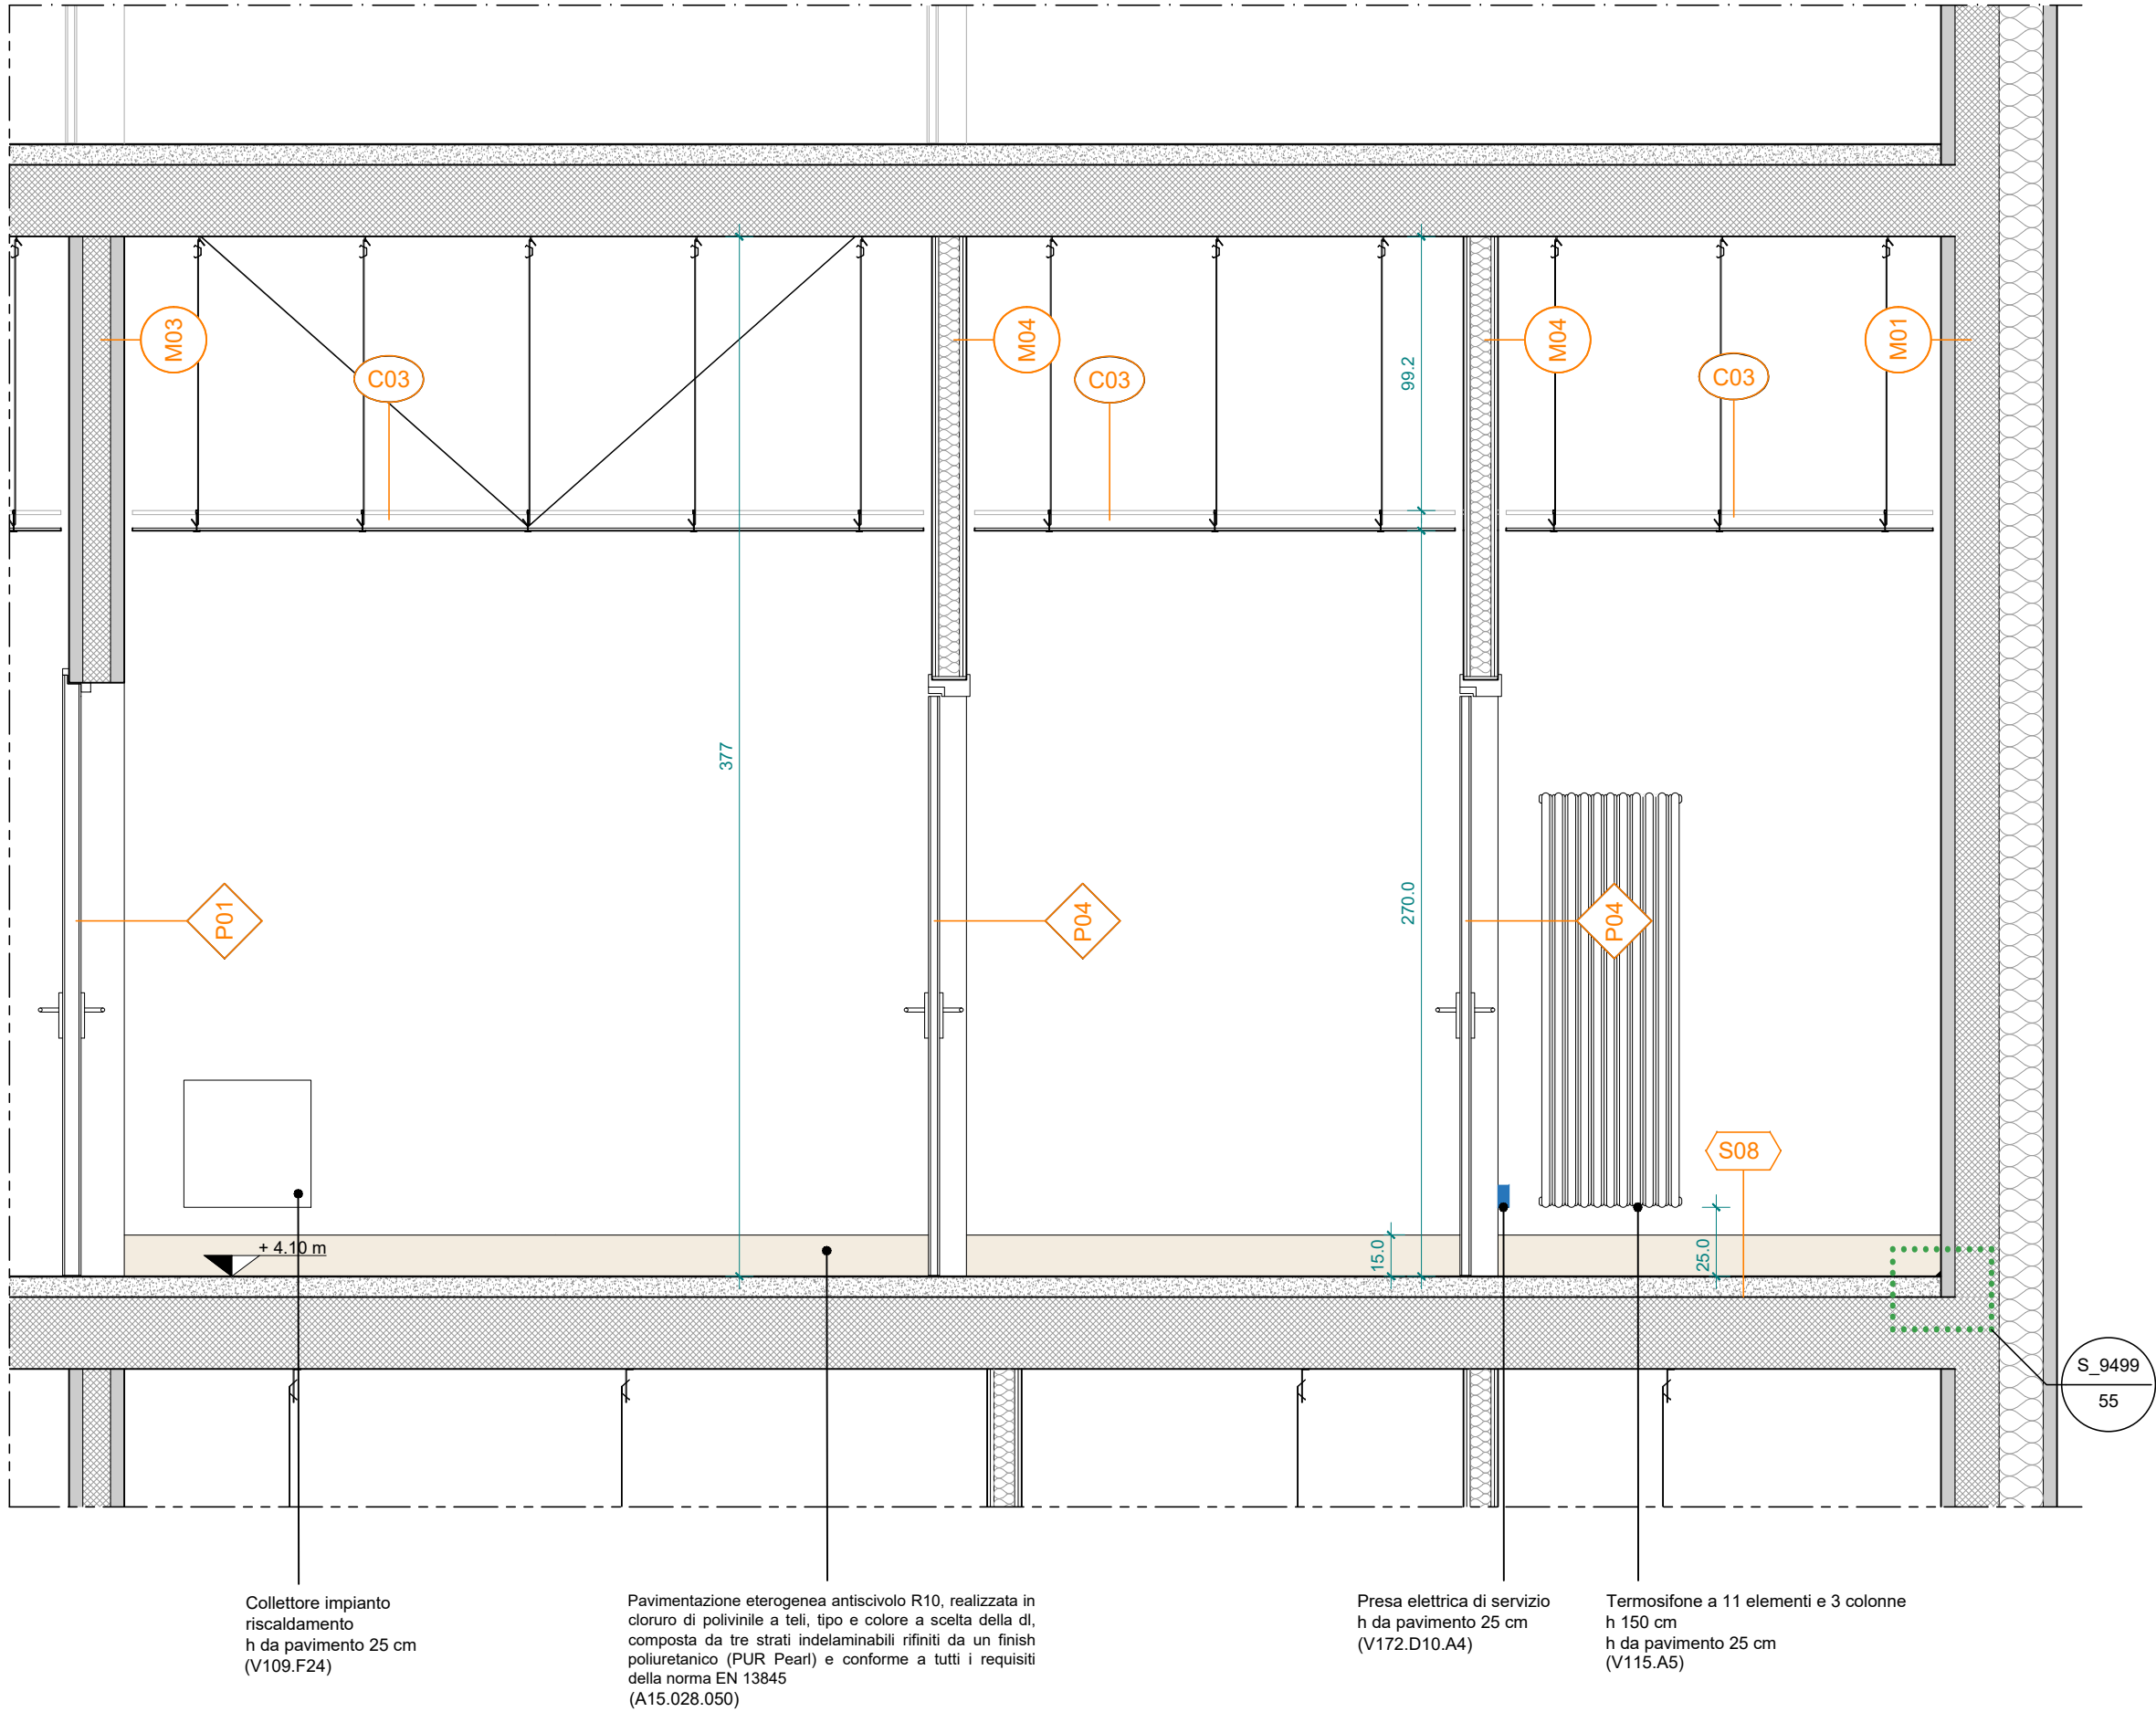 M03
C03
M04
C03
99.2
M04
C03
M01
377
270.0
P01
P04
P04
S08
+ 4.10 m
15.0
25.0
S_9499
55
Collettore impianto
riscaldamento
h da pavimento 25 cm
(V109.F24)
Pavimentazione eterogenea antiscivolo R10, realizzata in
cloruro di polivinile a teli, tipo e colore a scelta della dl,
composta da tre strati indelaminabili rifiniti da un finish
poliuretanico (PUR Pearl) e conforme a tutti i requisiti
della norma EN 13845
(A15.028.050)
Presa elettrica di servizio
h da pavimento 25 cm
(V172.D10.A4)
Termosifone a 11 elementi e 3 colonne
h 150 cm
h da pavimento 25 cm
(V115.A5)